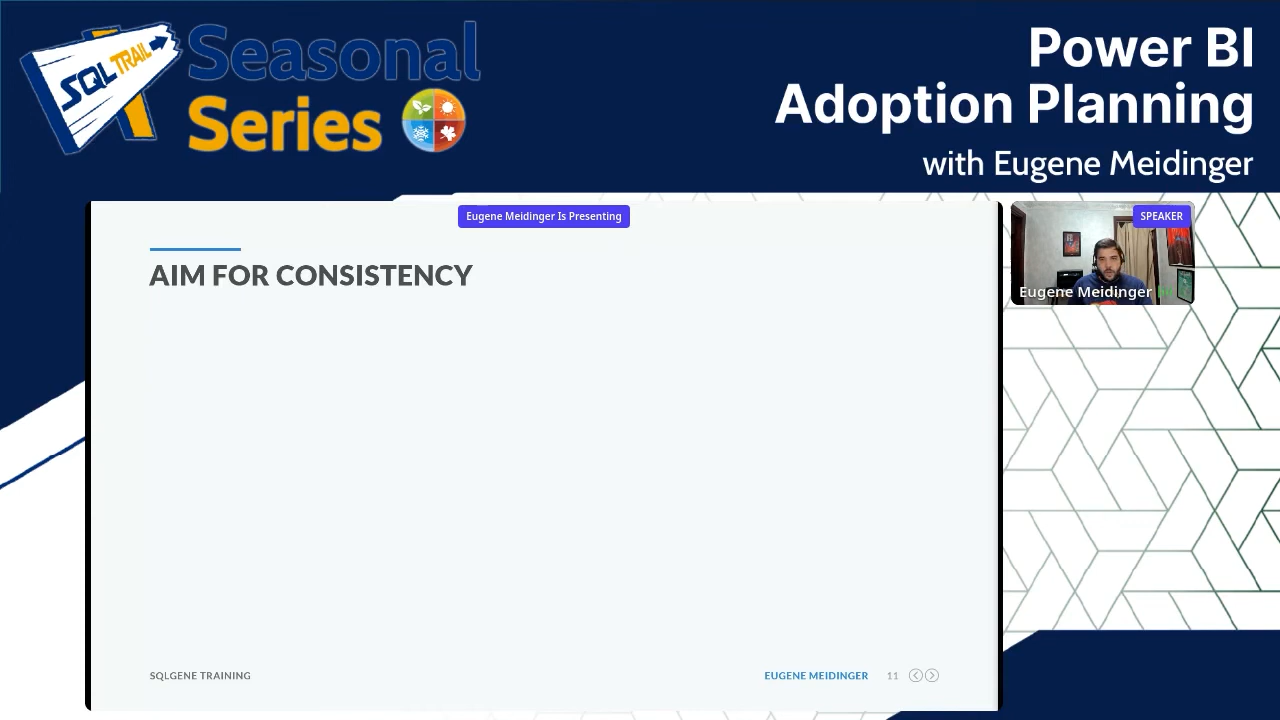 SQL TRAIL
Seasonal
Series
Power BI
Adoption Planning
with Eugene Meidinger
Eugene Meidinger Is Presenting
SPEAKER
Eugene Meidinger
AIM FOR CONSISTENCY
SQLGENE TRAINING
EUGENE MEIDINGER 11